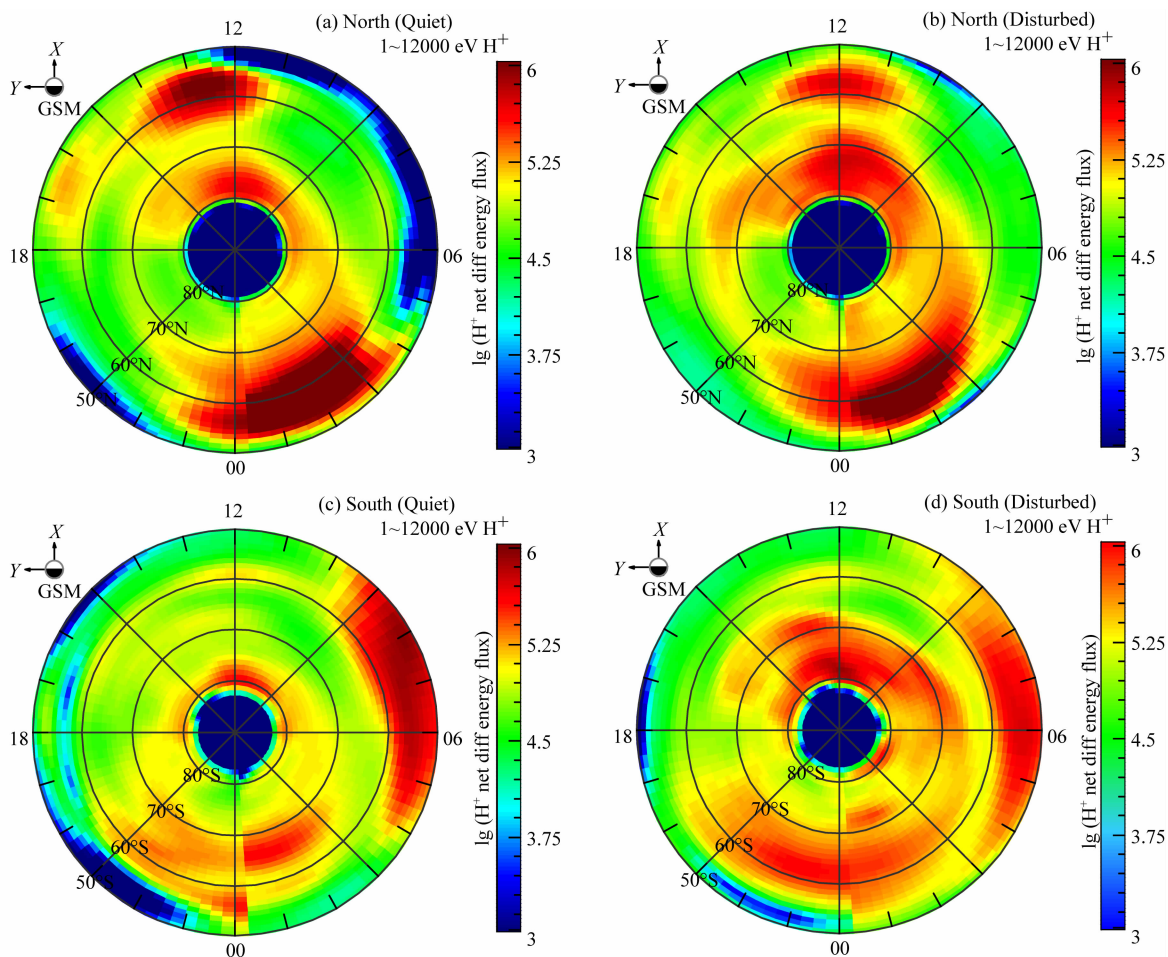 (a) North (Quiet)
1~12000 eV H⁺
12
X
Y
GSM
18
06
00
80°N
70°N
60°N
50°N
6
5.25
4.5
3.75
3
lg (H⁺ net diff energy flux)
(b) North (Disturbed)
1~12000 eV H⁺
12
X
Y
GSM
18
06
00
80°N
70°N
60°N
50°N
6
5.25
4.5
3.75
3
lg (H⁺ net diff energy flux)
(c) South (Quiet)
1~12000 eV H⁺
12
X
Y
GSM
18
06
00
80°S
70°S
60°S
50°S
6
5.25
4.5
3.75
3
lg (H⁺ net diff energy flux)
(d) South (Disturbed)
1~12000 eV H⁺
12
X
Y
GSM
18
06
00
80°S
70°S
60°S
50°S
6
5.25
4.5
3.75
3
lg (H⁺ net diff energy flux)